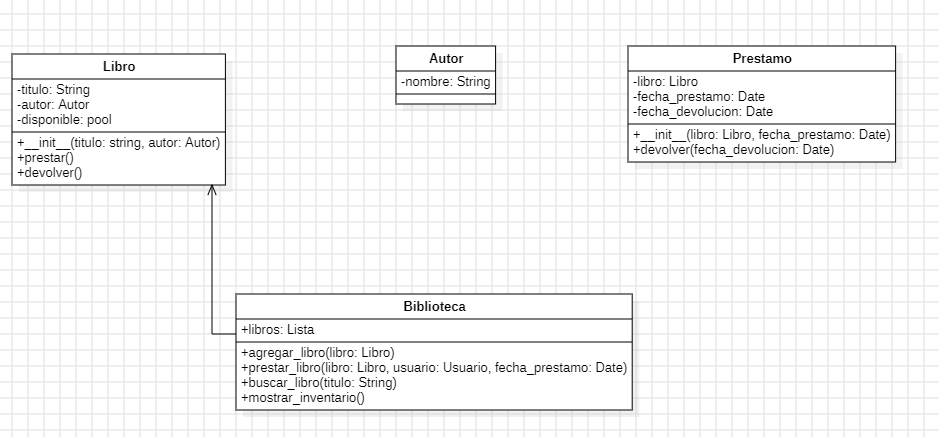 Libro
-titulo: String
-autor: Autor
-disponible: pool
+__init__(titulo: string, autor: Autor)
+prestar()
+devolver()
Autor
-nombre: String
Prestamo
-libro: Libro
-fecha_prestamo: Date
-fecha_devolucion: Date
+__init__(libro: Libro, fecha_prestamo: Date)
+devolver(fecha_devolucion: Date)
Biblioteca
+libros: Lista
+agregar_libro(libro: Libro)
+prestar_libro(libro: Libro, usuario: Usuario, fecha_prestamo: Date)
+buscar_libro(titulo: String)
+mostrar_inventario()